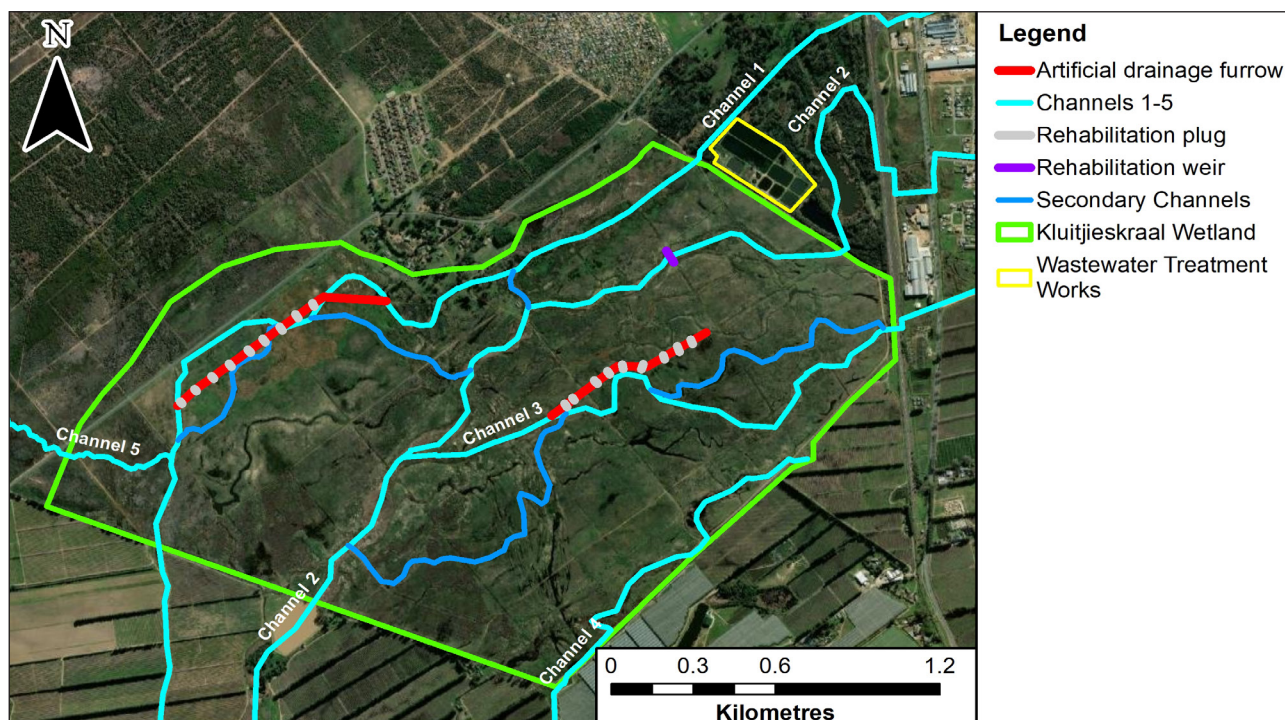 N
Channel 1
Channel 2
Channel 3
Channel 5
Channel 2
Channel 4
0 0.3 0.6 1.2
Kilometres
Legend
Artificial drainage furrow
Channels 1-5
Rehabilitation plug
Rehabilitation weir
Secondary Channels
Kluitjieskraal Wetland
Wastewater Treatment
Works